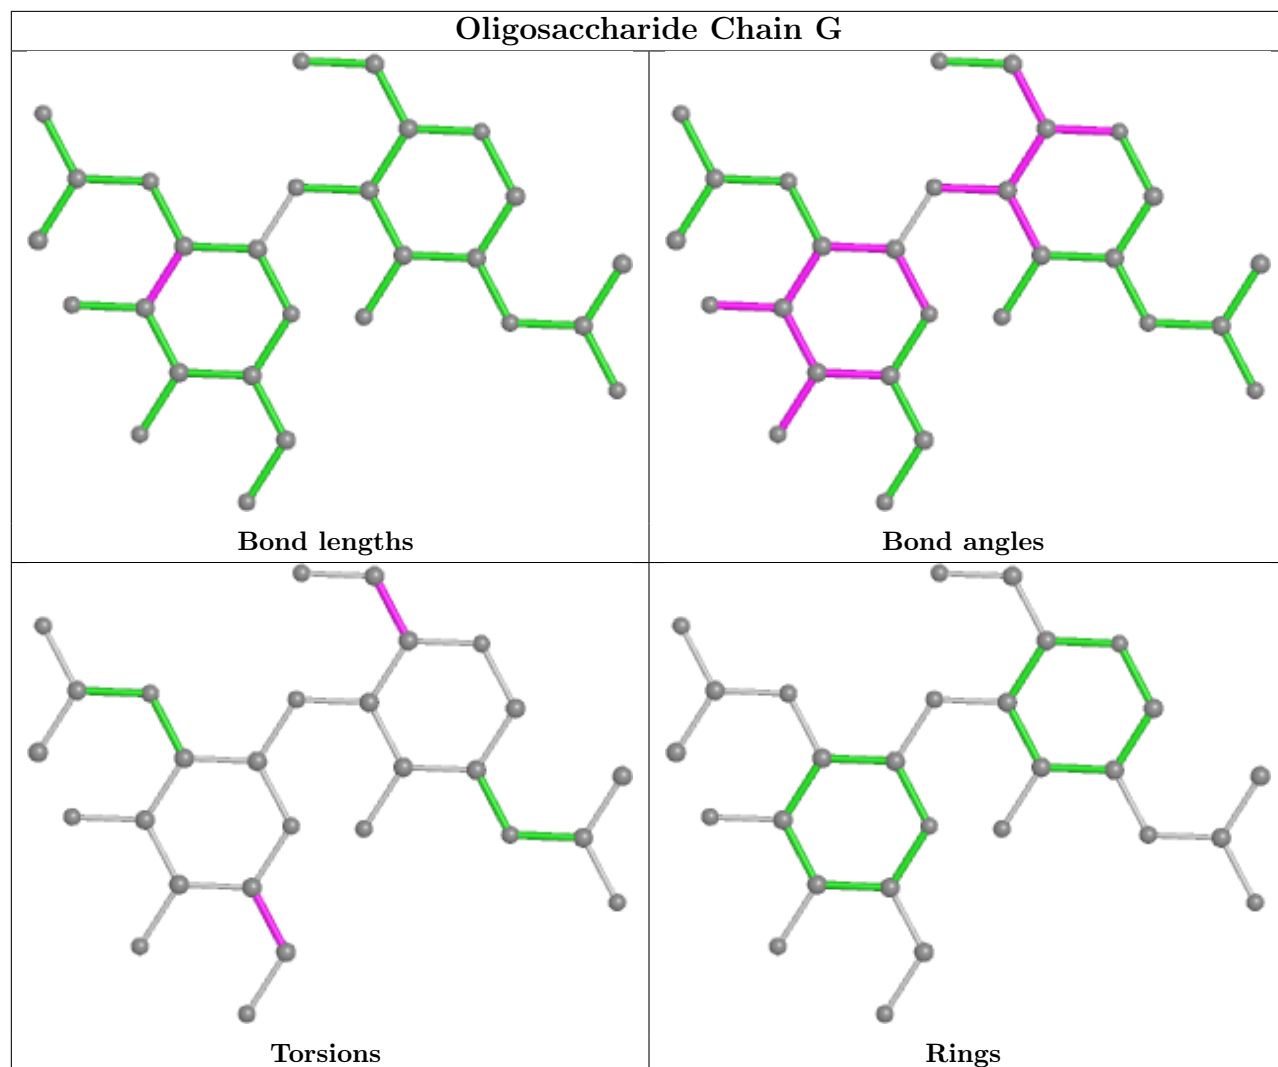 Oligosaccharide Chain G
Bond lengths
Bond angles
Torsions
Rings